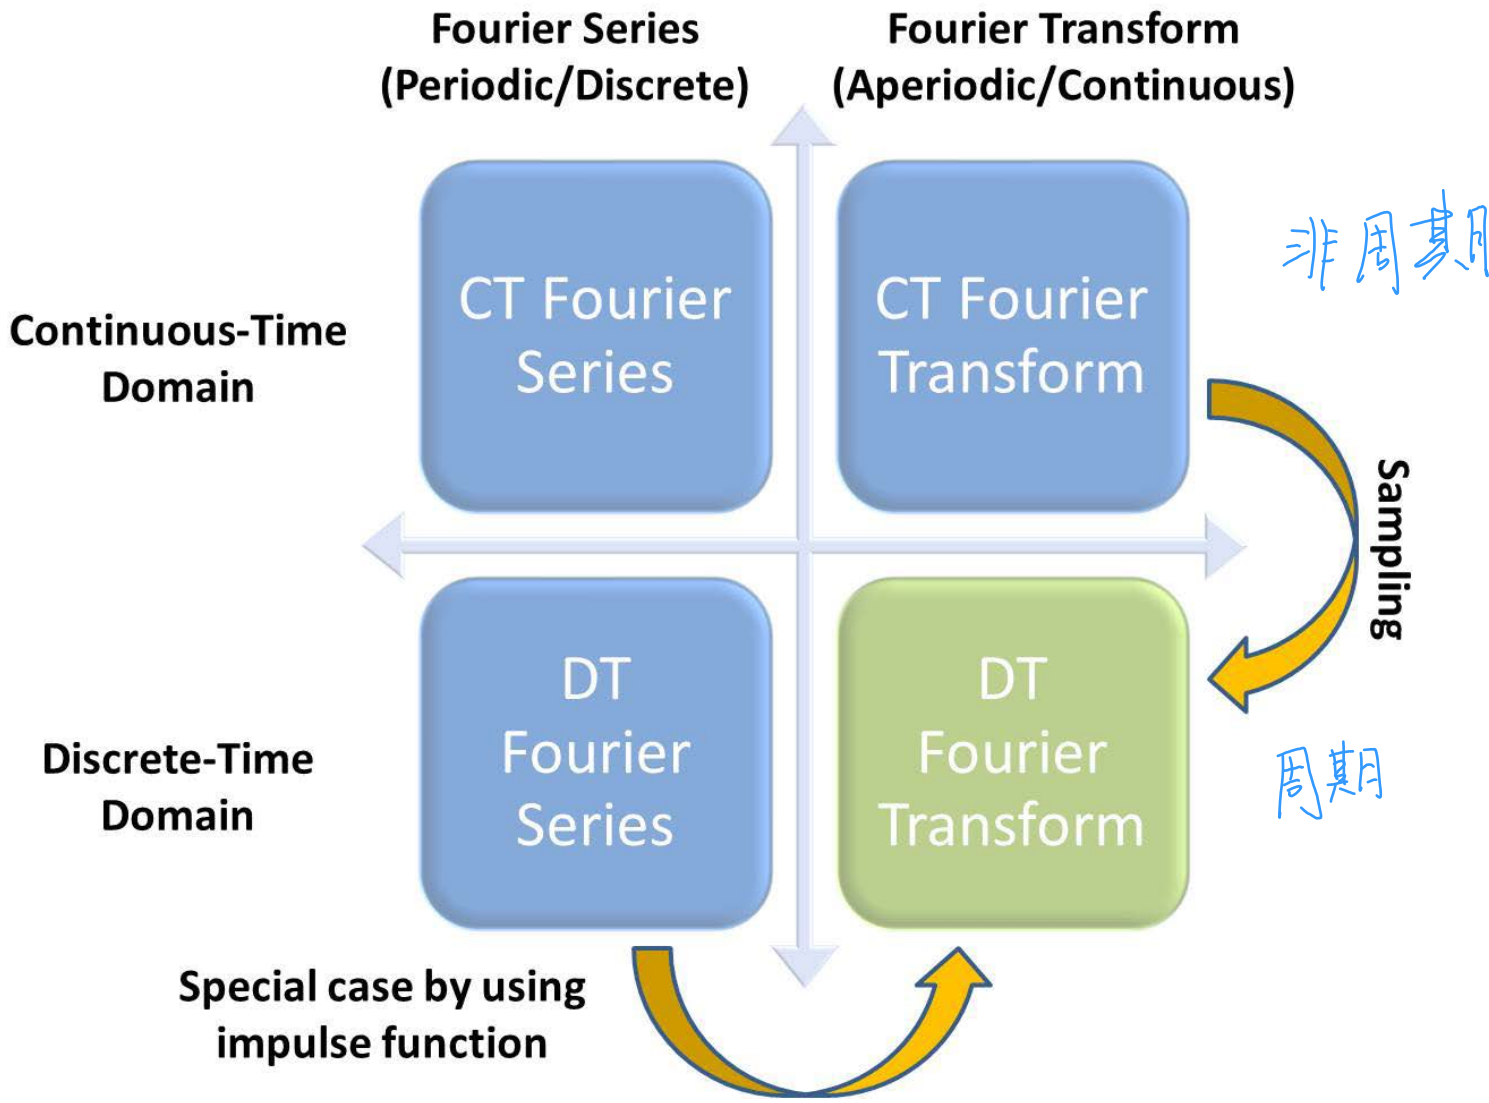 Fourier Series
(Periodic/Discrete)
Fourier Transform
(Aperiodic/Continuous)
Continuous-Time
Domain
CT Fourier
Series
CT Fourier
Transform
非周期
Sampling
Discrete-Time
Domain
DT
Fourier
Series
DT
Fourier
Transform
周期
Special case by using
impulse function